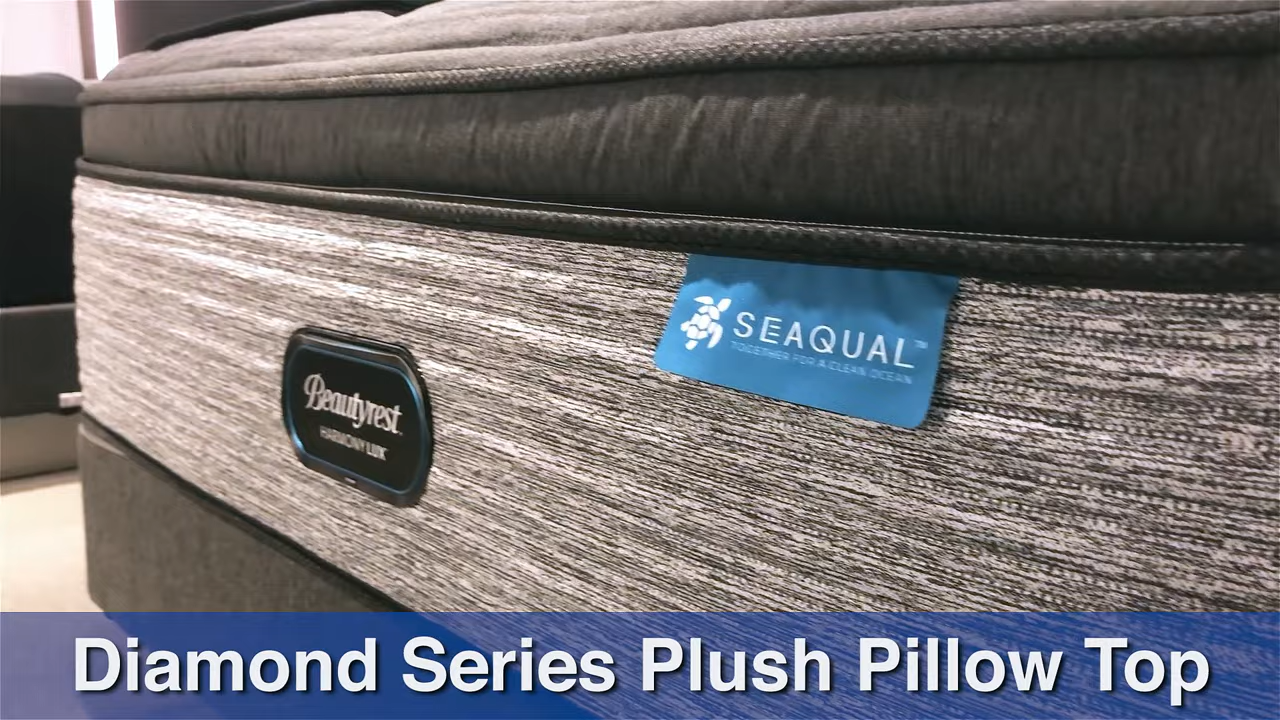 SEAQUAL™
TOGETHER FOR A CLEAN OCEAN
Beautyrest
HARMONY LUX
Diamond Series Plush Pillow Top